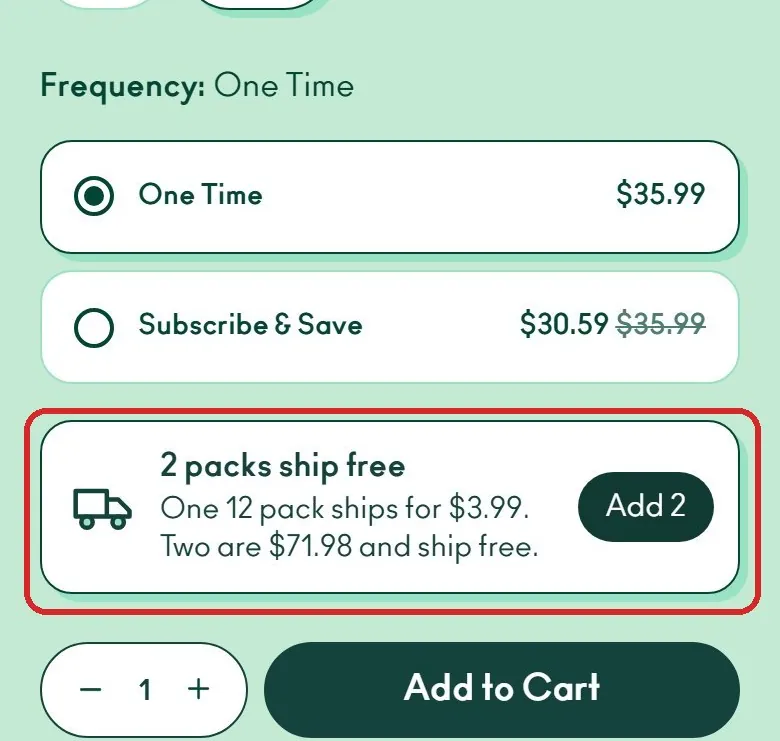 Frequency: One Time
One Time $35.99
Subscribe & Save $30.59 $35.99
2 packs ship free
One 12 pack ships for $3.99.
Two are $71.98 and ship free.
Add 2
− 1 +
Add to Cart